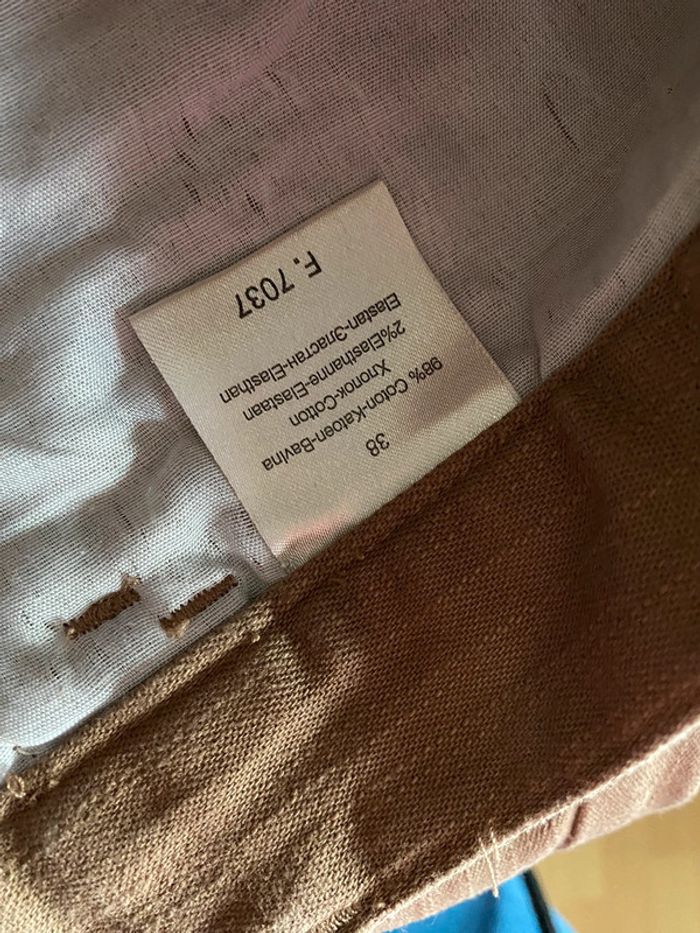 38
98% Coton-Katoen-Bavlna
Хлопок-Cotton
2%Elasthanne-Elastaan
Elastan-Эластан-Elasthan
F. 7037